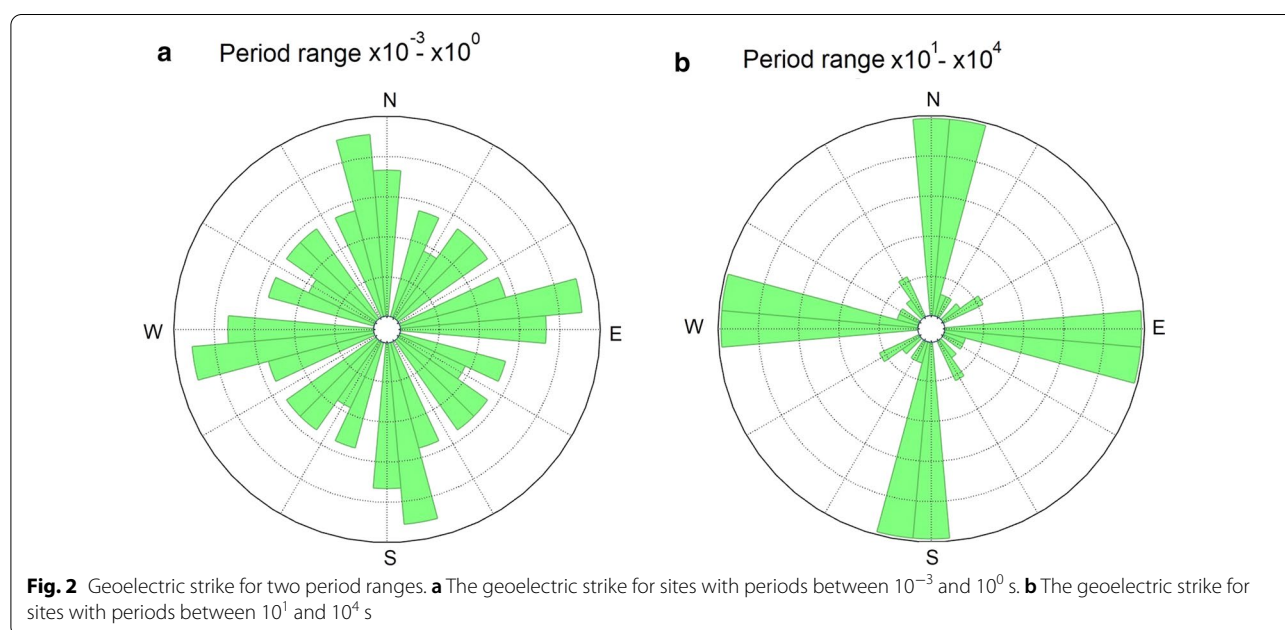 a Period range x10⁻³- x10⁰
N
W
E
S
b Period range x10¹- x10⁴
N
W
E
S
Fig. 2 Geoelectric strike for two period ranges. a The geoelectric strike for sites with periods between 10⁻³ and 10⁰ s. b The geoelectric strike for
sites with periods between 10¹ and 10⁴ s